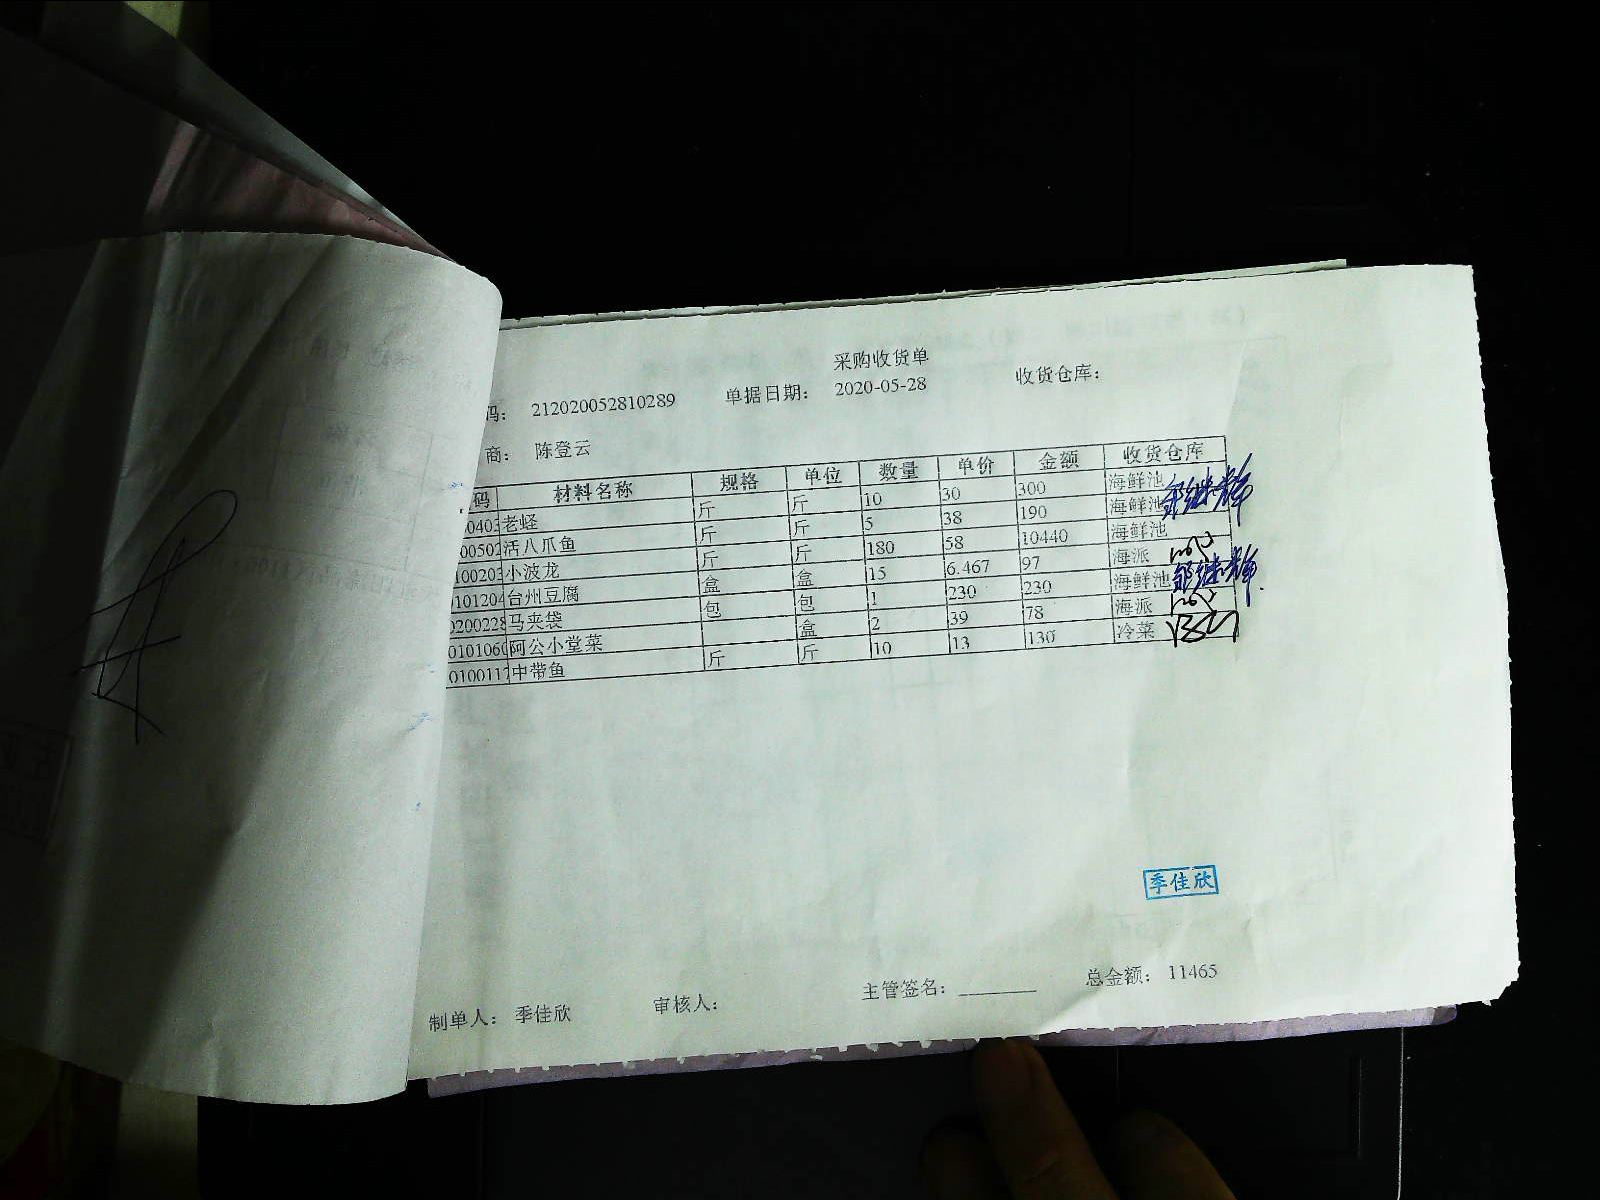 采购收货单
码： 212020052810289 单据日期： 2020-05-28 收货仓库：
商： 陈登云
码 材料名称 规格 单位 数量 单价 金额 收货仓库
0403 老蛏 斤 斤 10 30 300 海鲜池
00502 活八爪鱼 斤 斤 5 38 190 海鲜池
100203 小波龙 斤 斤 180 58 10440 海鲜池
0101204 台州豆腐 盒 盒 15 6.467 97 海派
0200228 马夹袋 包 包 1 230 230 海鲜池
0101060 阿公小堂菜 盒 2 39 78 海派
0100117 中带鱼 斤 斤 10 13 130 冷菜
季佳欣
制单人： 季佳欣 审核人： 主管签名： 总金额： 11465